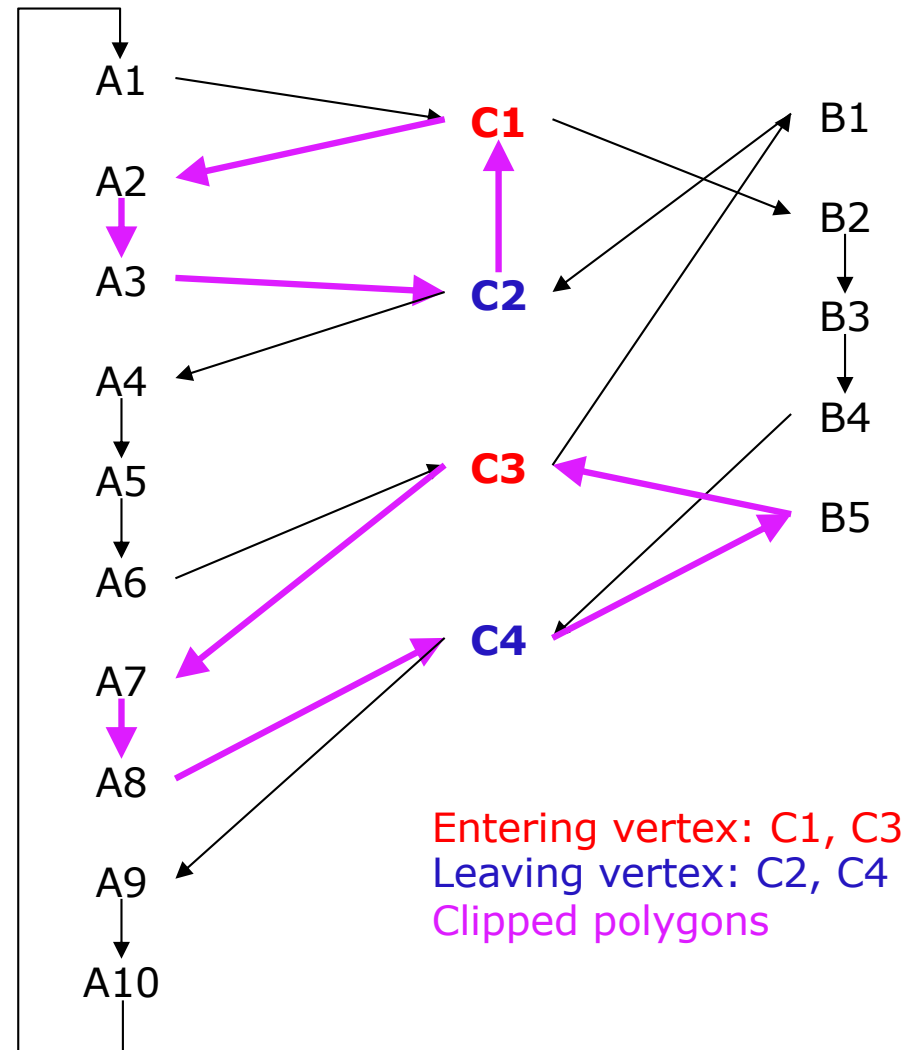 A1
C1
B1
A2
B2
A3
C2
B3
A4
B4
A5
C3
B5
A6
C4
A7
A8
Entering vertex: C1, C3
Leaving vertex: C2, C4
A9
Clipped polygons
A10